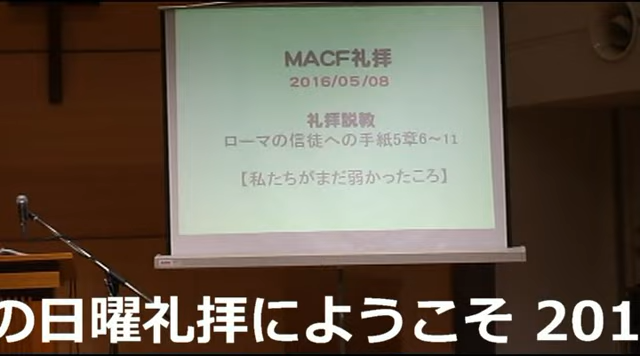 MACF礼拝
2016/05/08
礼拝説教
ローマの信徒への手紙5章6～11
【私たちがまだ弱かったころ】
の日曜礼拝にようこそ 201